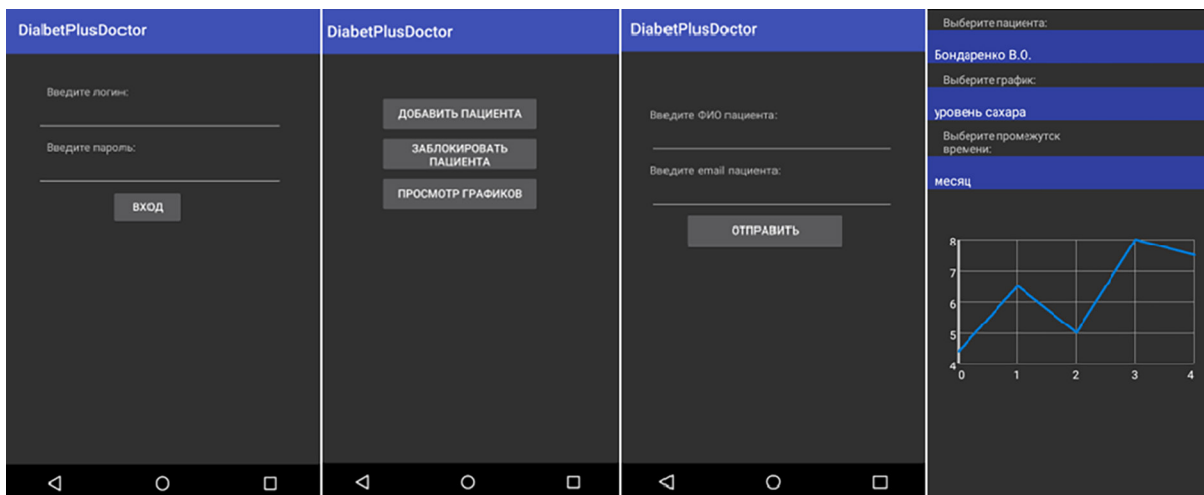 DiabetPlusDoctor
Введите логин:
Введите пароль:
ВХОД
DiabetPlusDoctor
ДОБАВИТЬ ПАЦИЕНТА
ЗАБЛОКИРОВАТЬ
ПАЦИЕНТА
ПРОСМОТР ГРАФИКОВ
DiabetPlusDoctor
Введите ФИО пациента:
Введите email пациента:
ОТПРАВИТЬ
Выберите пациента:
Бондаренко В.О.
Выберите график:
уровень сахара
Выберите промежутск
времени:
месяц
8
7
6
5
4
0 1 2 3 4